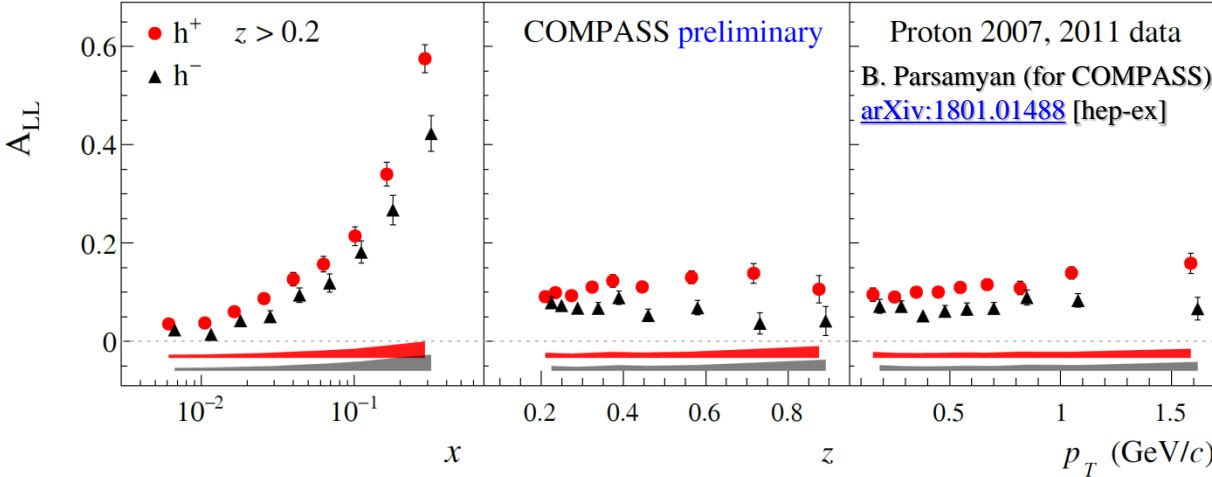 A_LL
0.6
0.4
0.2
0
h⁺ z > 0.2
h⁻
COMPASS preliminary
Proton 2007, 2011 data
B. Parsamyan (for COMPASS)
arXiv:1801.01488 [hep-ex]
10⁻² 10⁻¹
x
0.2 0.4 0.6 0.8
z
0.5 1 1.5
p_T (GeV/c)